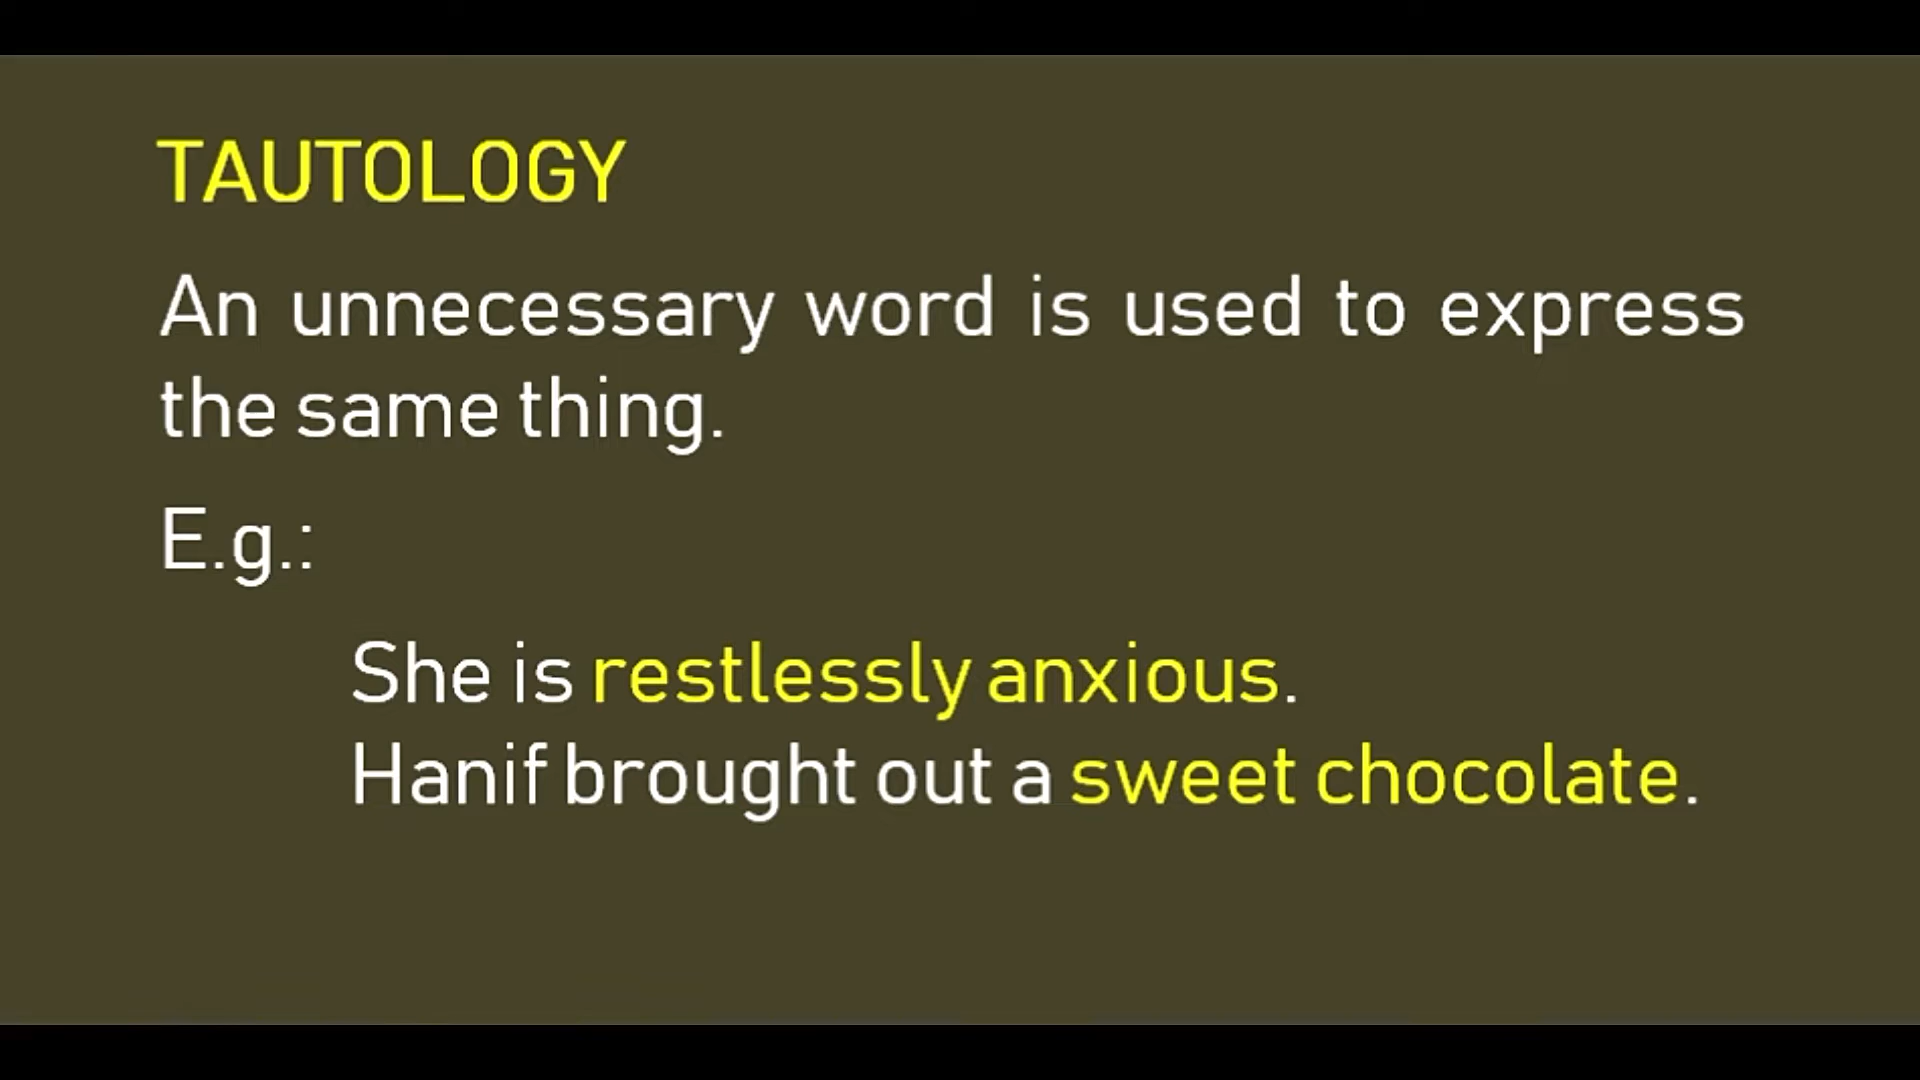 TAUTOLOGY
An unnecessary word is used to express
the same thing.
E.g.:
She is restlessly anxious.
Hanif brought out a sweet chocolate.